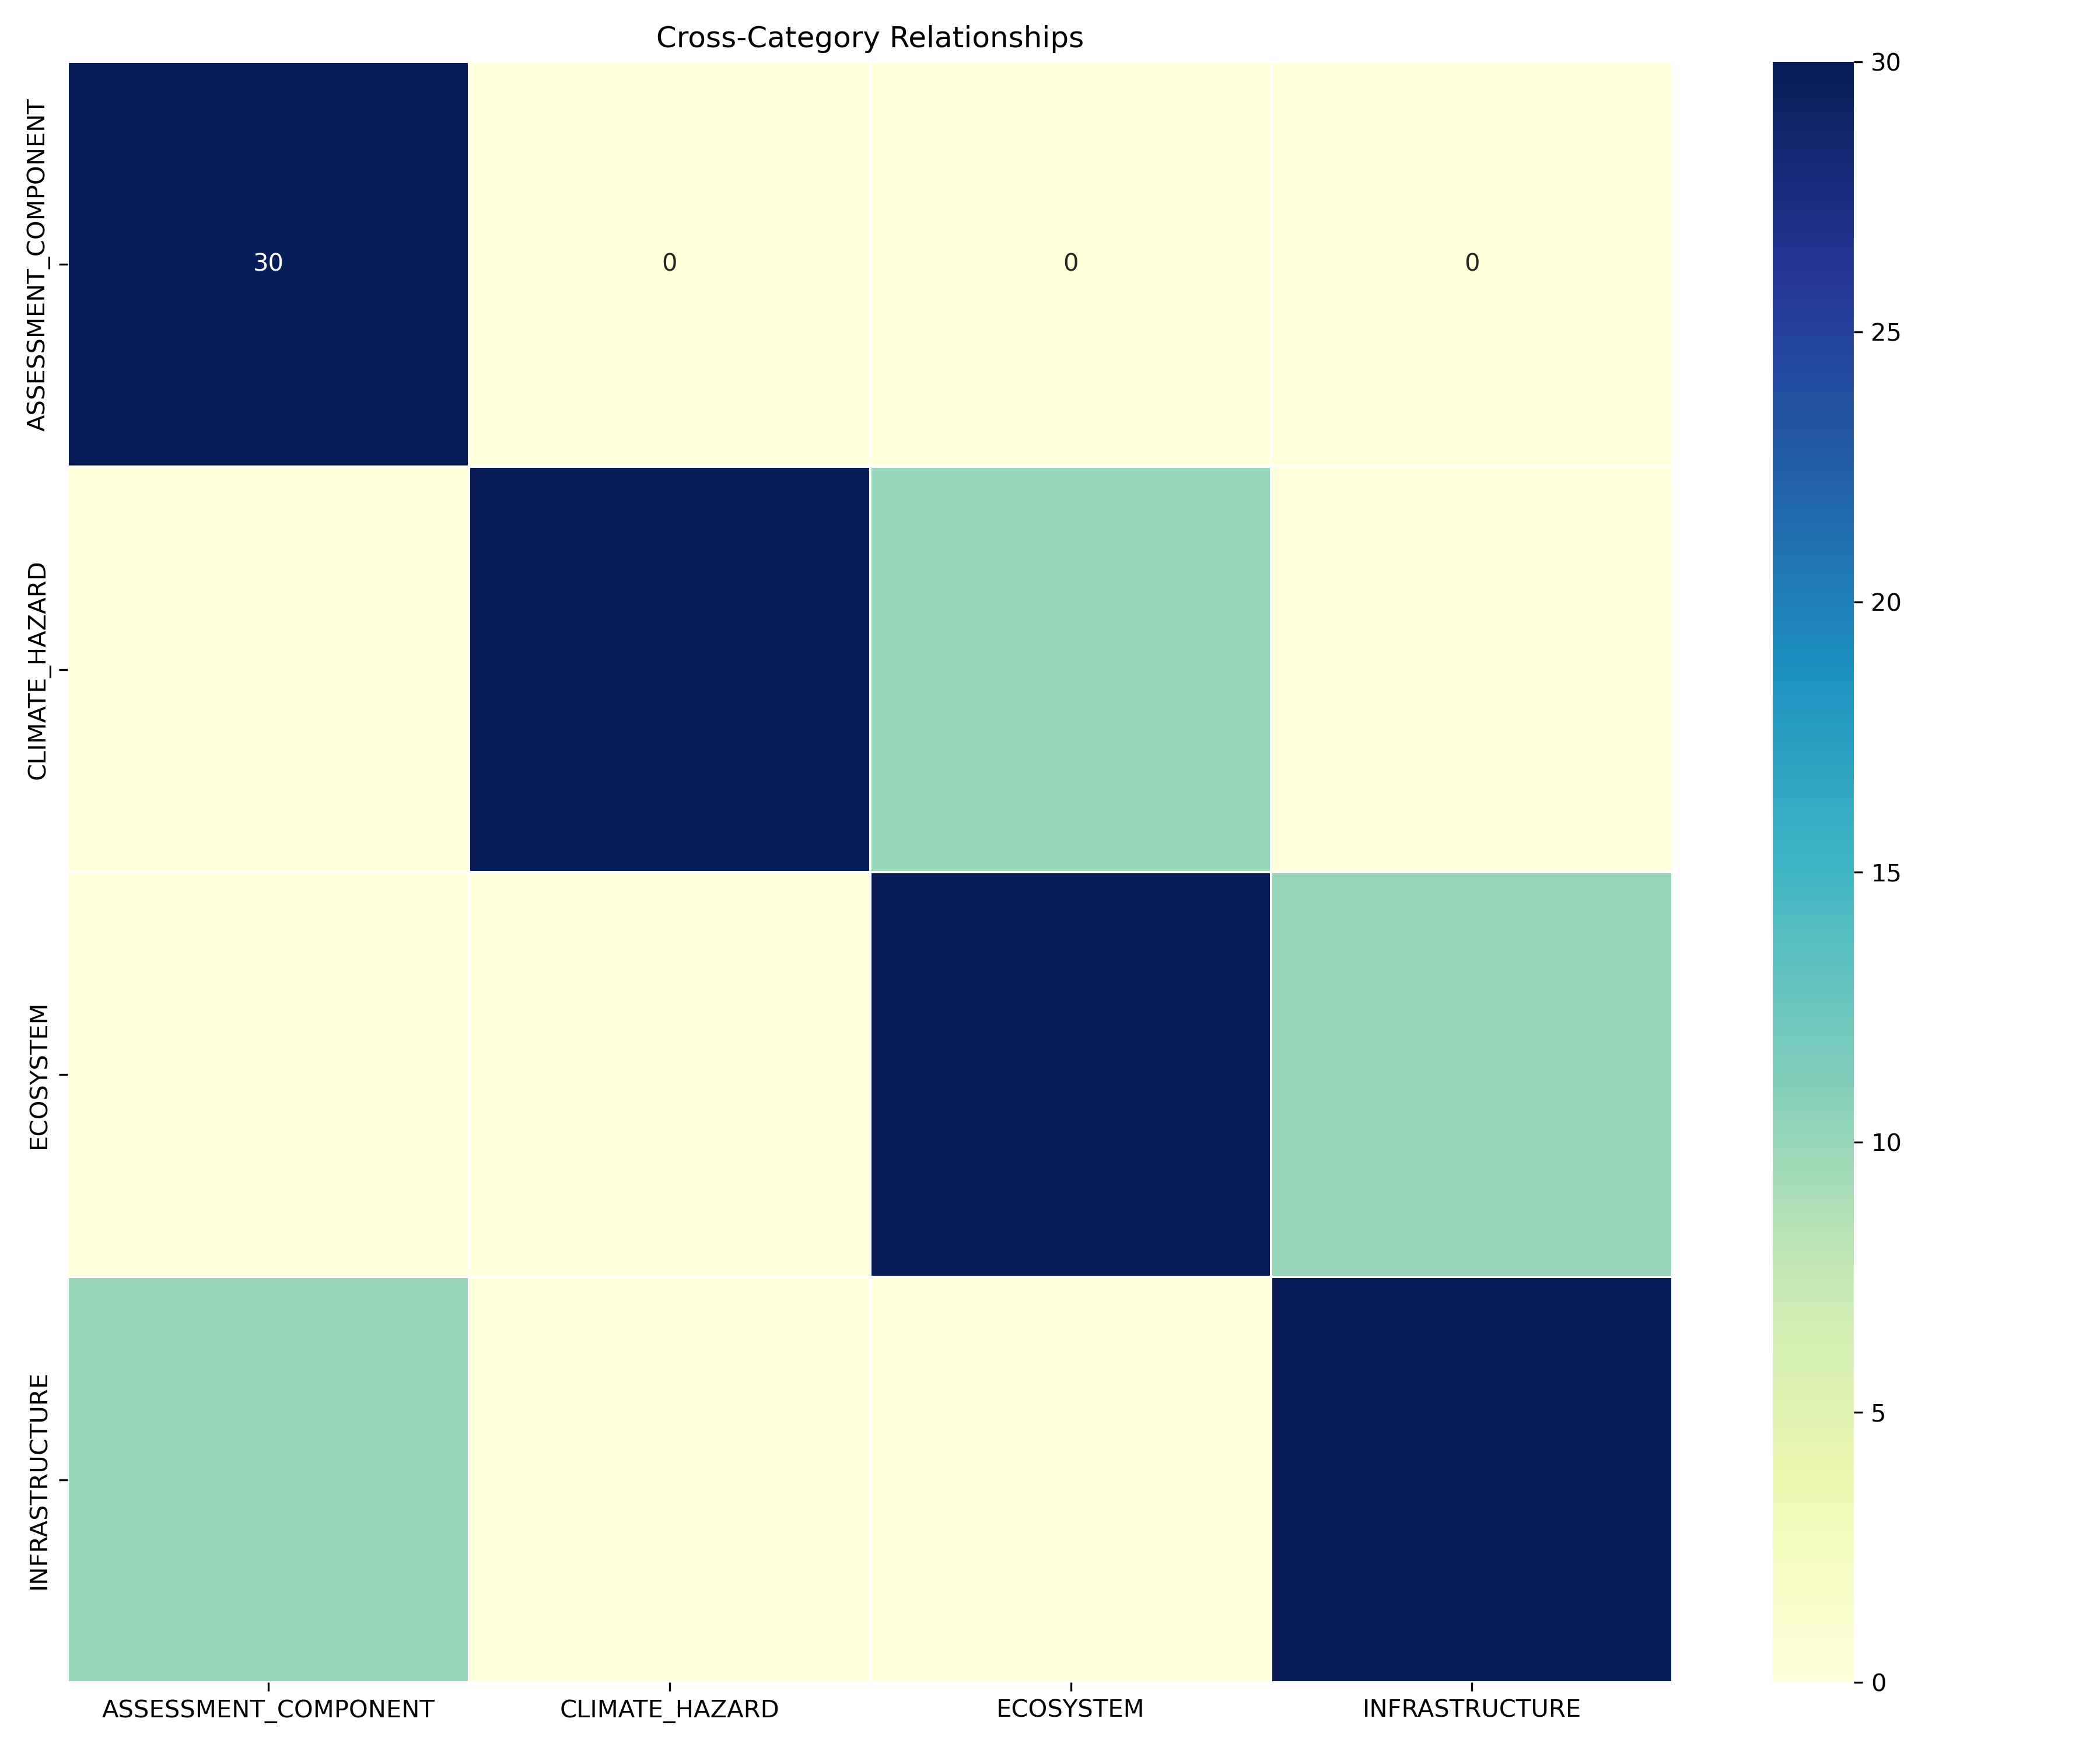 Cross-Category Relationships
ASSESSMENT_COMPONENT
CLIMATE_HAZARD
ECOSYSTEM
INFRASTRUCTURE
30 0 0 0
ASSESSMENT_COMPONENT CLIMATE_HAZARD ECOSYSTEM INFRASTRUCTURE
30
25
20
15
10
5
0